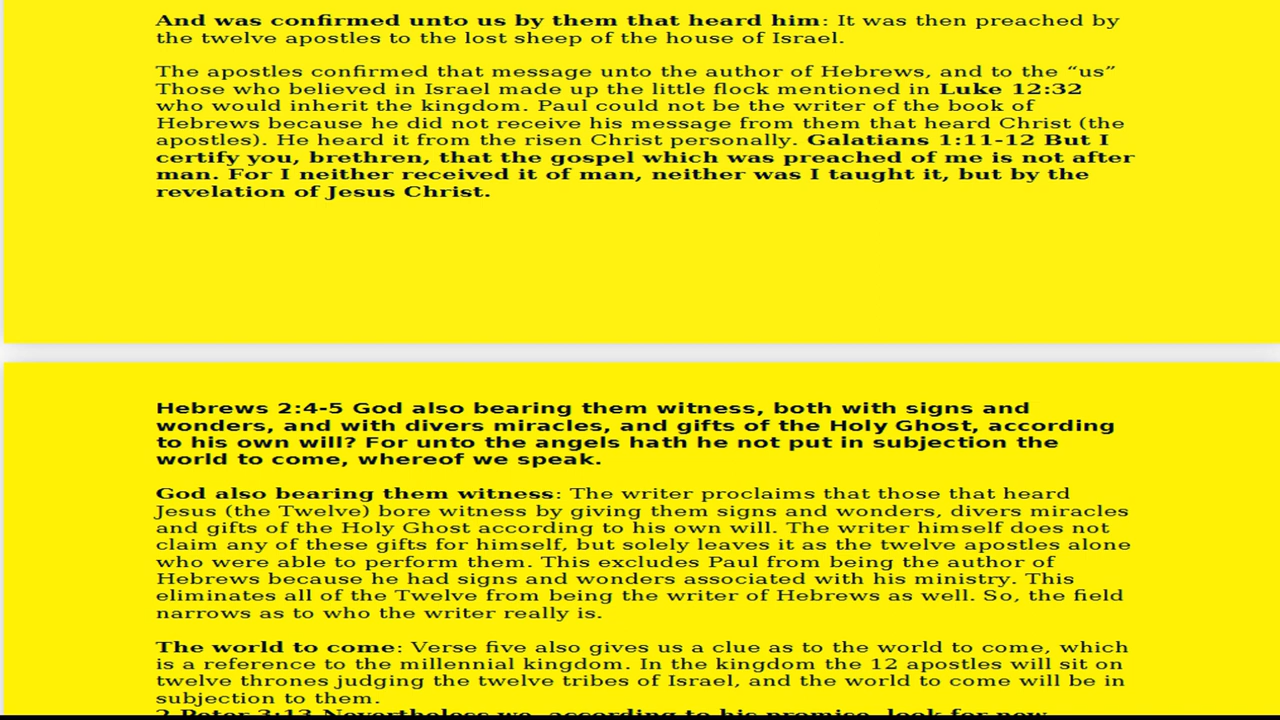 And was confirmed unto us by them that heard him: It was then preached by
the twelve apostles to the lost sheep of the house of Israel.
The apostles confirmed that message unto the author of Hebrews, and to the “us”
Those who believed in Israel made up the little flock mentioned in Luke 12:32
who would inherit the kingdom. Paul could not be the writer of the book of
Hebrews because he did not receive his message from them that heard Christ (the
apostles). He heard it from the risen Christ personally. Galatians 1:11-12 But I
certify you, brethren, that the gospel which was preached of me is not after
man. For I neither received it of man, neither was I taught it, but by the
revelation of Jesus Christ.
Hebrews 2:4-5 God also bearing them witness, both with signs and
wonders, and with divers miracles, and gifts of the Holy Ghost, according
to his own will? For unto the angels hath he not put in subjection the
world to come, whereof we speak.
God also bearing them witness: The writer proclaims that those that heard
Jesus (the Twelve) bore witness by giving them signs and wonders, divers miracles
and gifts of the Holy Ghost according to his own will. The writer himself does not
claim any of these gifts for himself, but solely leaves it as the twelve apostles alone
who were able to perform them. This excludes Paul from being the author of
Hebrews because he had signs and wonders associated with his ministry. This
eliminates all of the Twelve from being the writer of Hebrews as well. So, the field
narrows as to who the writer really is.
The world to come: Verse five also gives us a clue as to the world to come, which
is a reference to the millennial kingdom. In the kingdom the 12 apostles will sit on
twelve thrones judging the twelve tribes of Israel, and the world to come will be in
subjection to them.
2 Peter 3:13 Nevertheless we, according to his promise, look for new